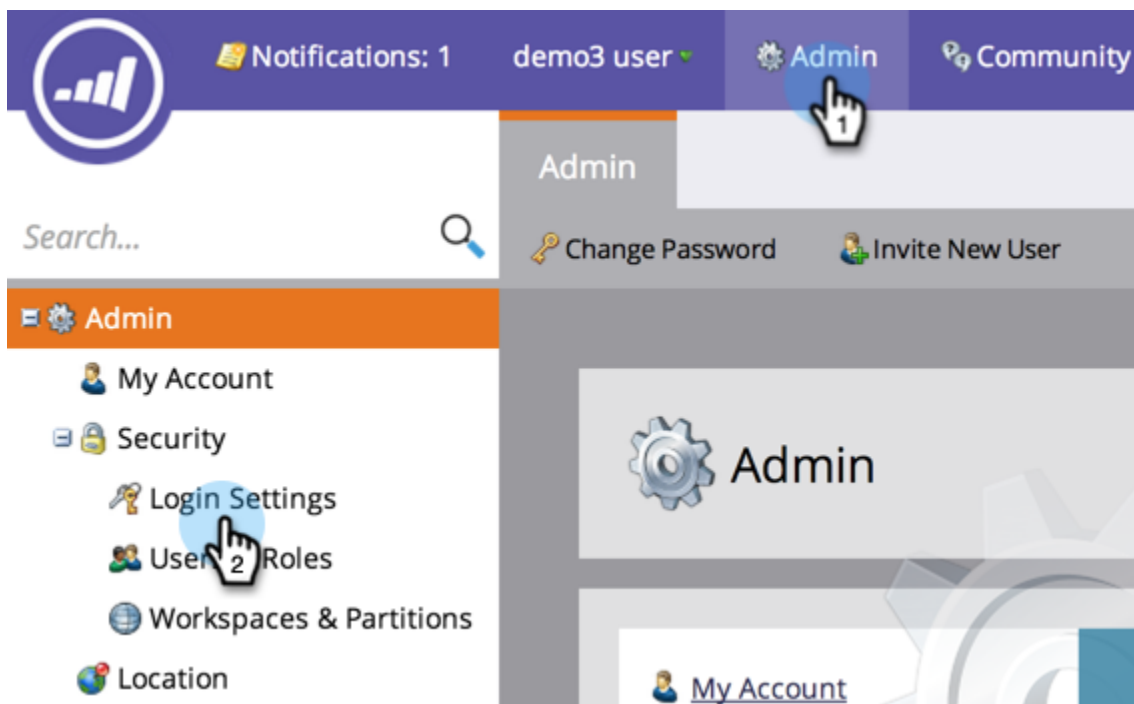 Notifications: 1 demo3 user Admin Community
1
Admin
Search...
Change Password Invite New User
Admin
My Account
Security
Login Settings
2
Roles
Workspaces & Partitions
Location
Admin
My Account